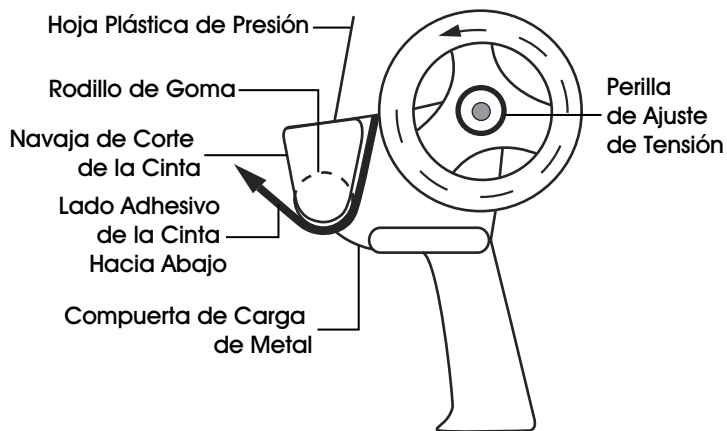 Hoja Plástica de Presión
Rodillo de Goma
Navaja de Corte
de la Cinta
Lado Adhesivo
de la Cinta
Hacia Abajo
Compuerta de Carga
de Metal
Perilla
de Ajuste
de Tensión